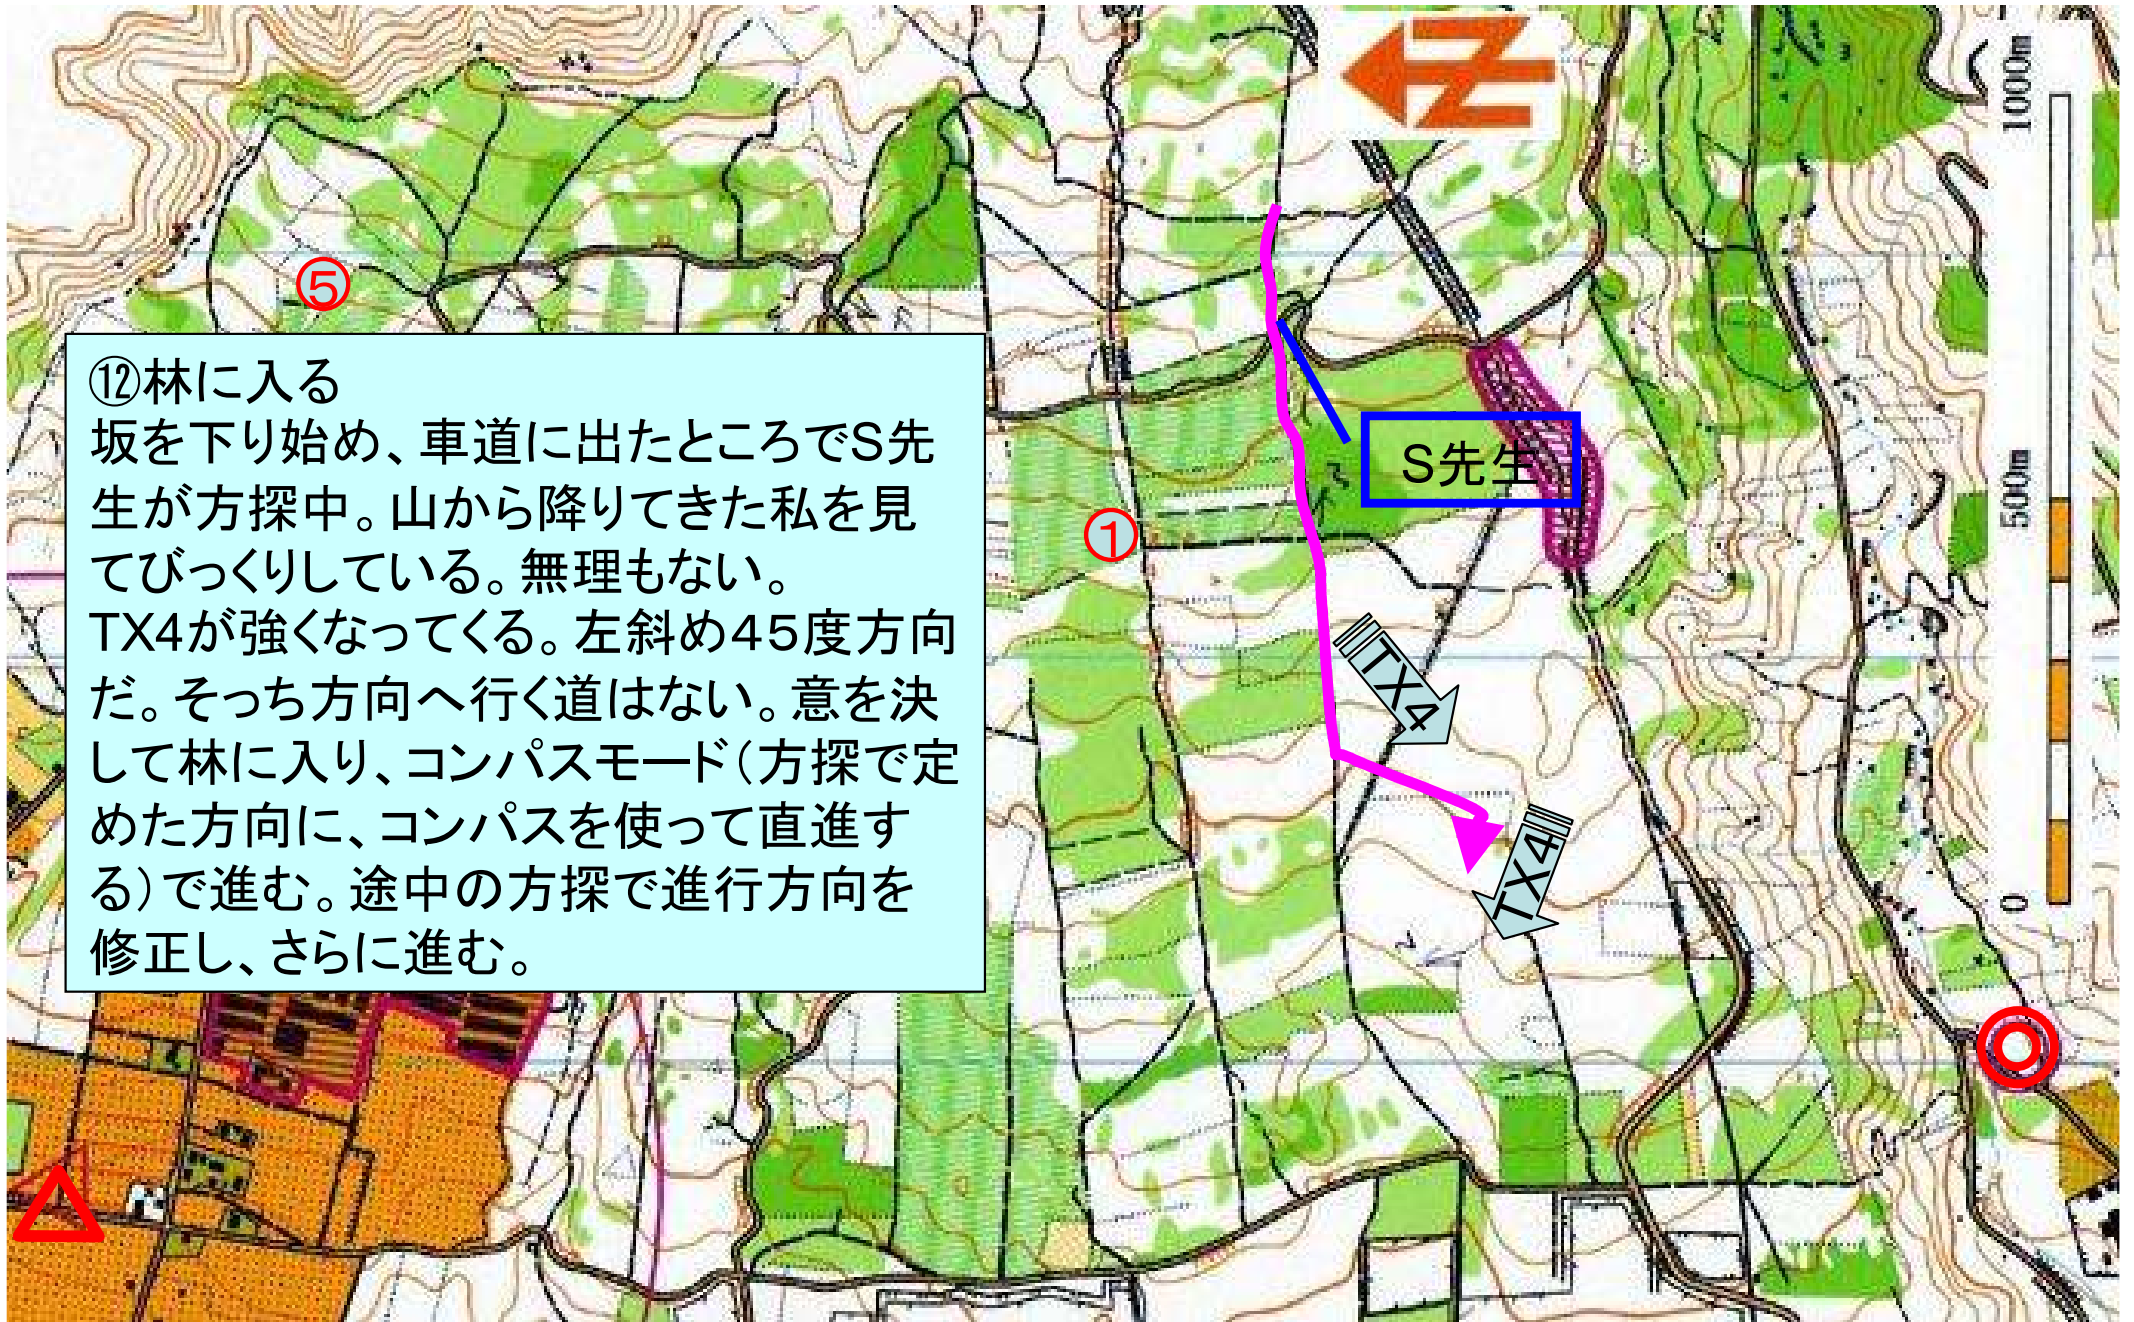 ⑫林に入る
坂を下り始め、車道に出たところでS先
生が方探中。山から降りてきた私を見
てびっくりしている。無理もない。
TX4が強くなってくる。左斜め45度方向
だ。そっち方向へ行く道はない。意を決
して林に入り、コンパスモード（方探で定
めた方向に、コンパスを使って直進す
る）で進む。途中の方探で進行方向を
修正し、さらに進む。
⑤
①
S先生
TX4
TX4
N
1000m
500m
0